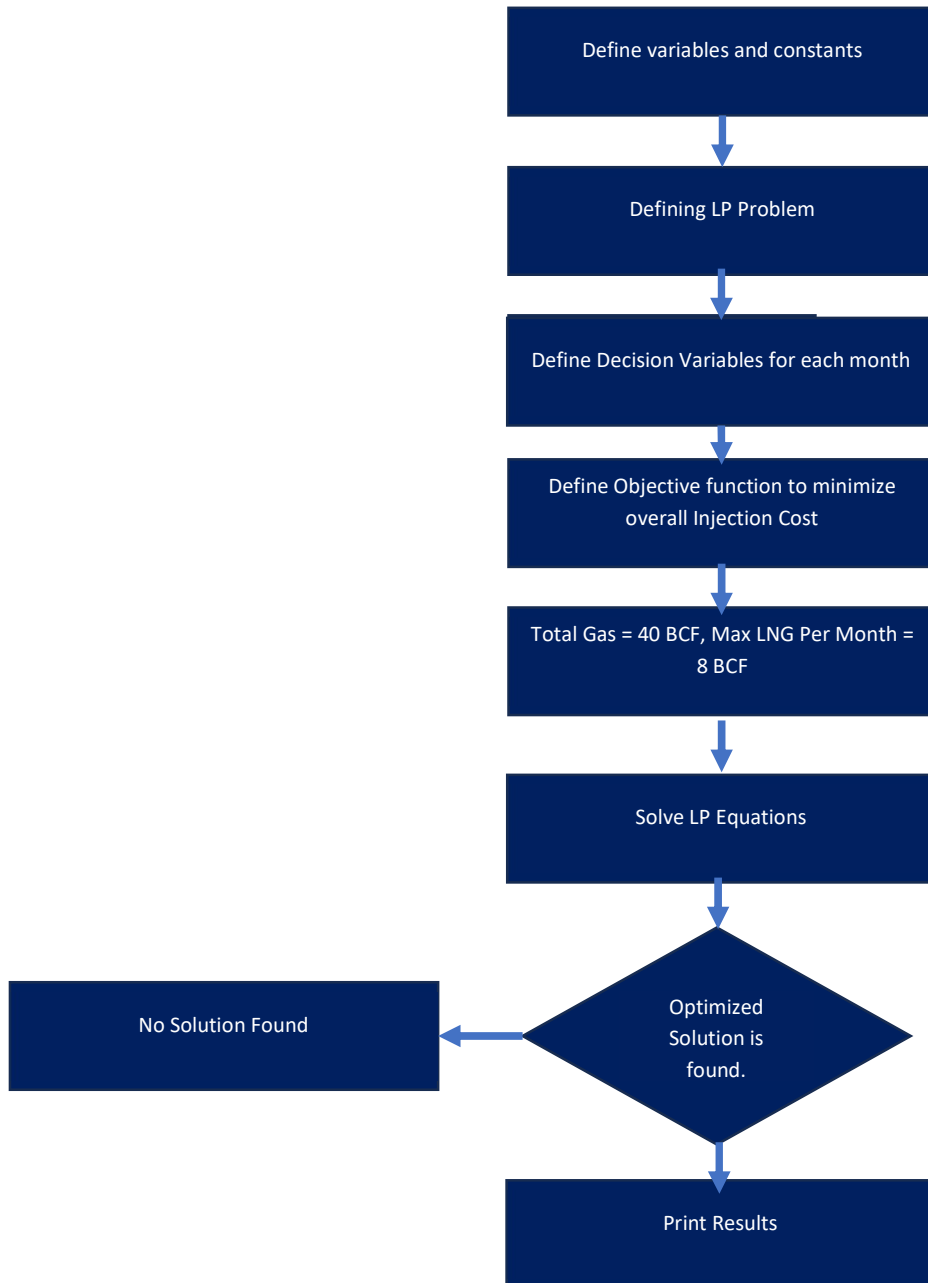 Define variables and constants
Defining LP Problem
Define Decision Variables for each month
Define Objective function to minimize
overall Injection Cost
Total Gas = 40 BCF, Max LNG Per Month =
8 BCF
Solve LP Equations
Optimized
Solution is
found.
No Solution Found
Print Results